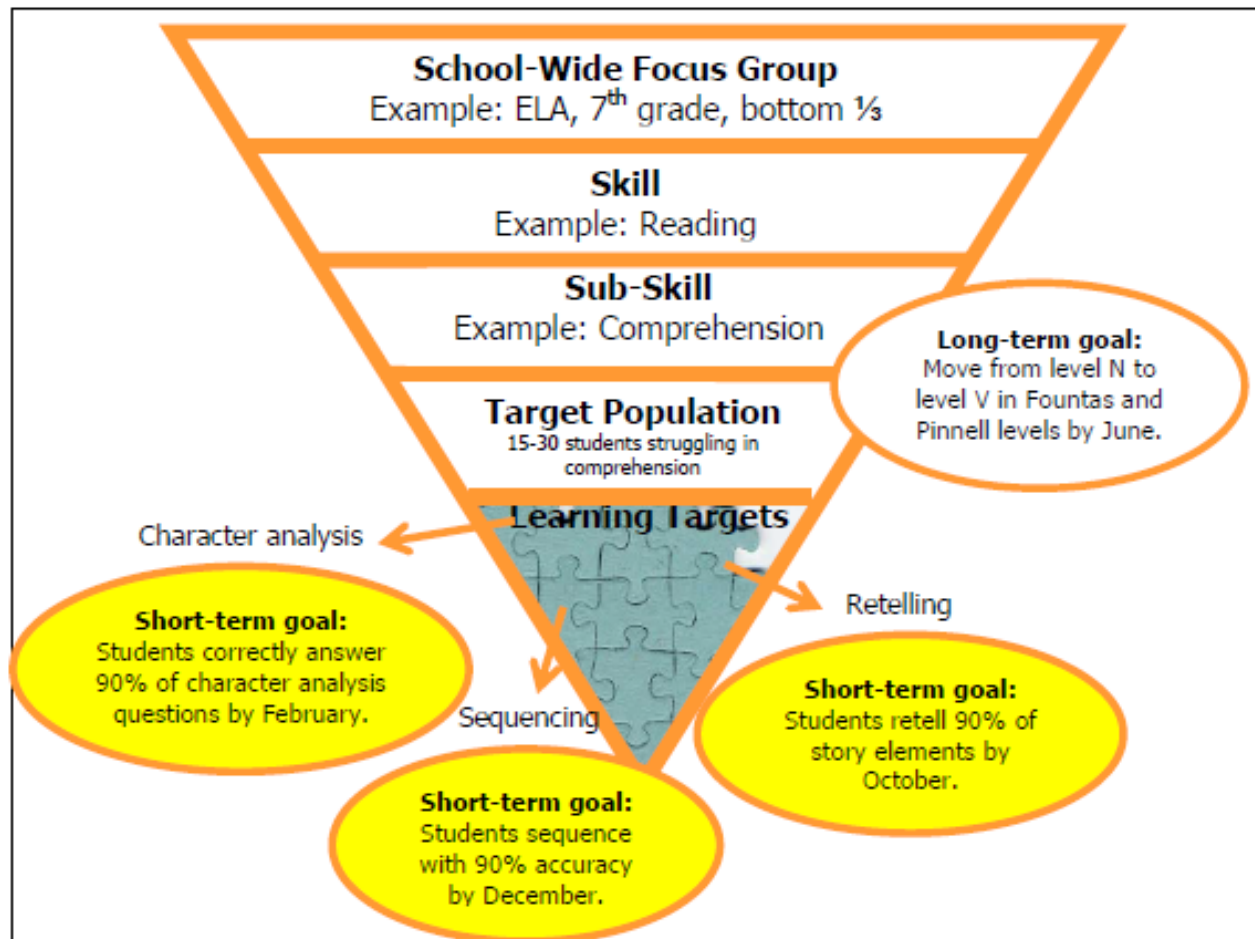 School-Wide Focus Group
Example: ELA, 7th grade, bottom ⅓
Skill
Example: Reading
Sub-Skill
Example: Comprehension
Long-term goal:
Move from level N to
level V in Fountas and
Pinnell levels by June.
Target Population
15-30 students struggling in
comprehension
Learning Targets
Character analysis
Short-term goal:
Students correctly answer
90% of character analysis
questions by February.
Sequencing
Short-term goal:
Students sequence
with 90% accuracy
by December.
Retelling
Short-term goal:
Students retell 90% of
story elements by
October.